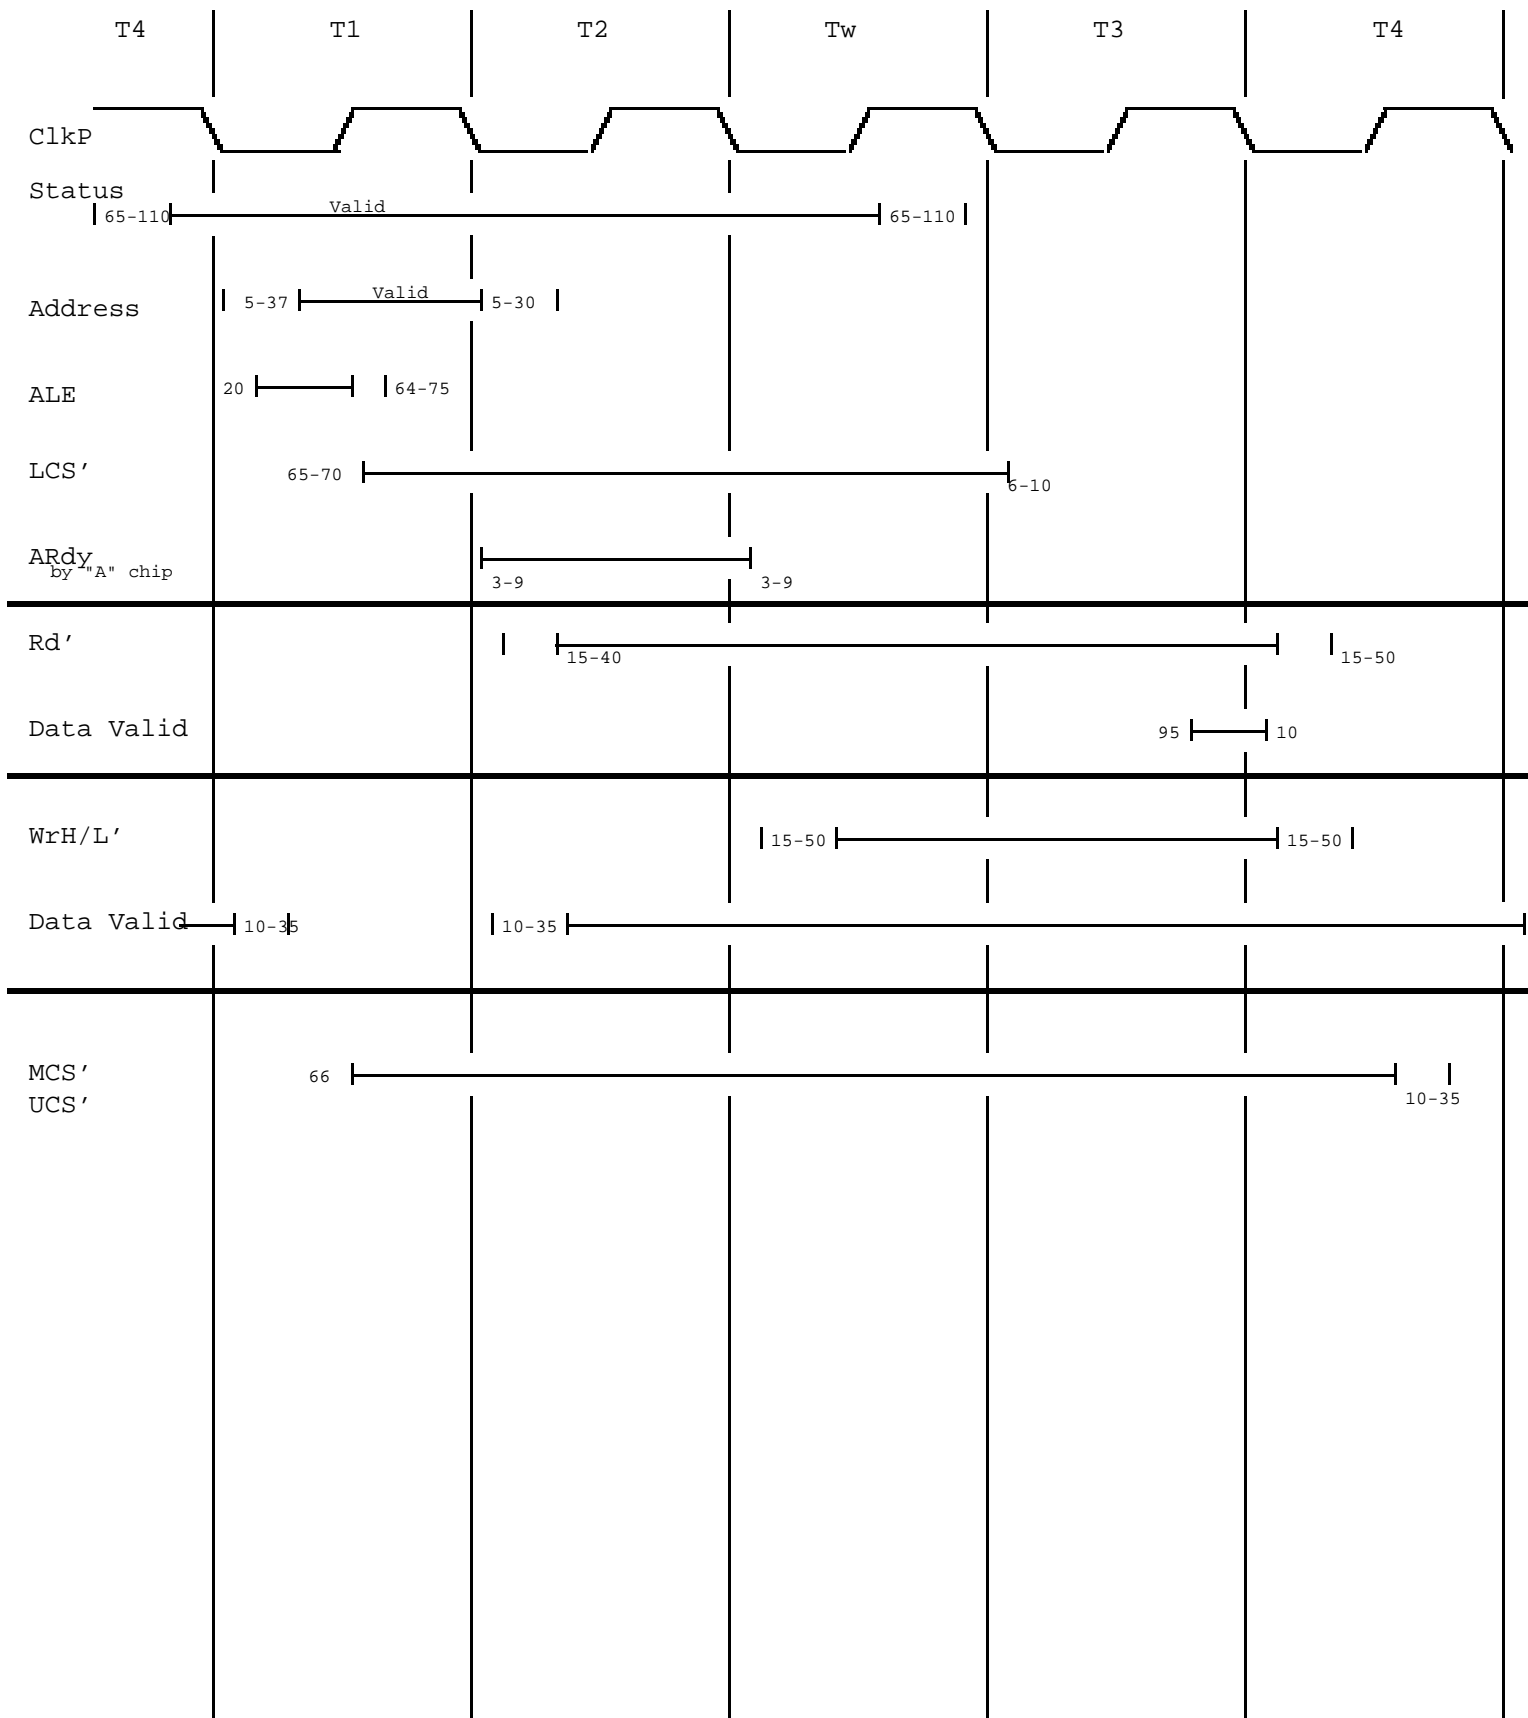 T4 T1 T2 Tw T3 T4
ClkP
Status
65-110 Valid 65-110
Address 5-37 Valid 5-30
ALE 20 64-75
LCS' 65-70 6-10
ARdy
by "A" chip 3-9 3-9
Rd' 15-40 15-50
Data Valid 95 10
WrH/L' 15-50 15-50
Data Valid 10-35 10-35
MCS' 66
UCS' 10-35